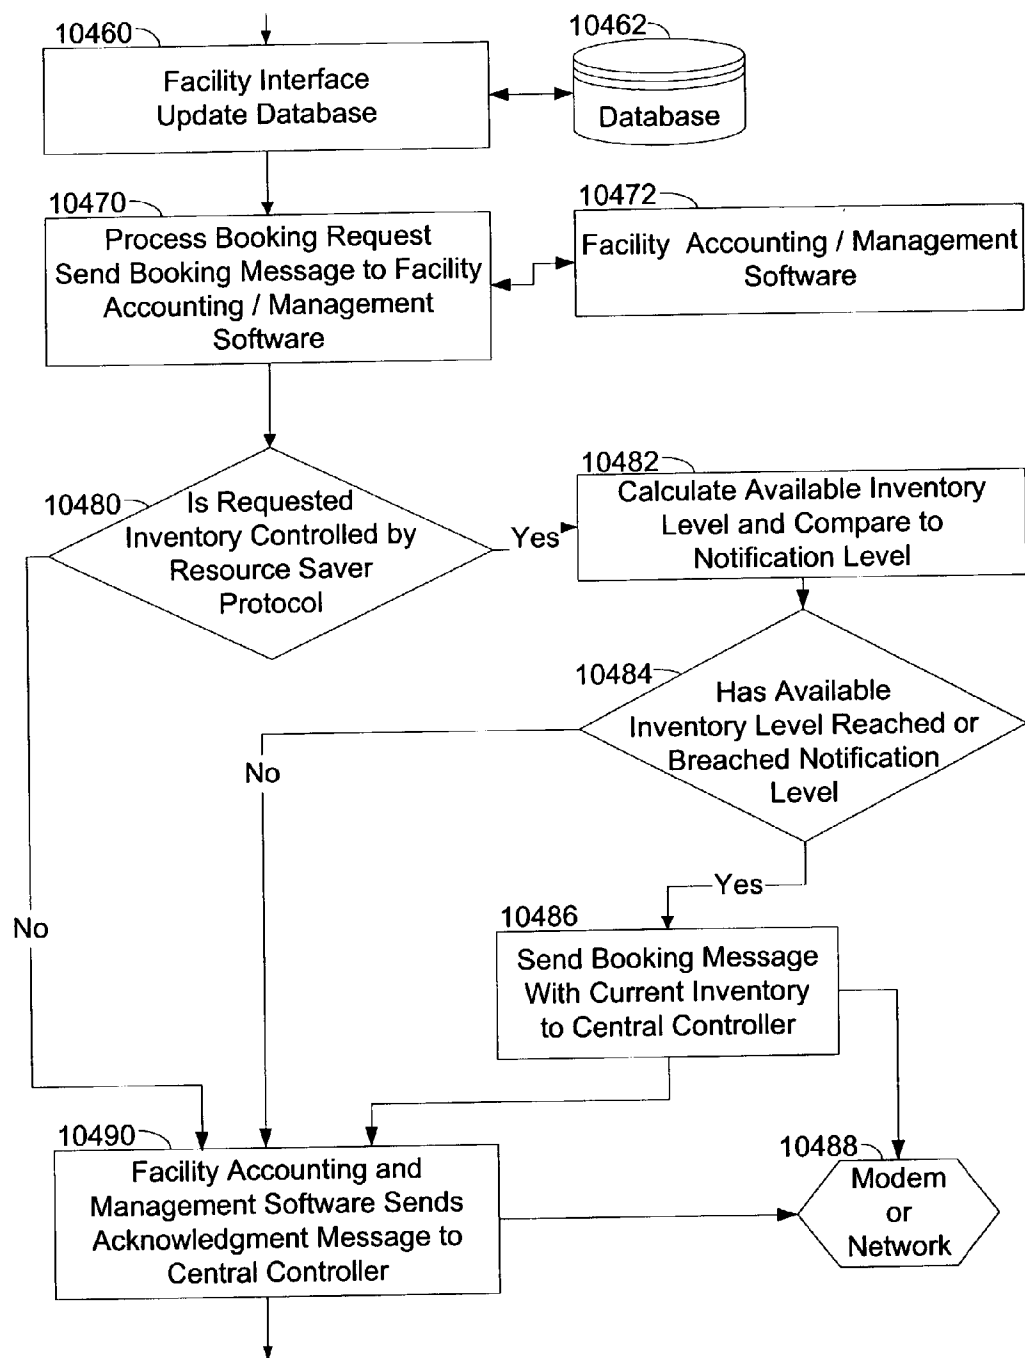 10460
Facility Interface
Update Database
10462
Database
10470
Process Booking Request
Send Booking Message to Facility
Accounting / Management
Software
10472
Facility Accounting / Management
Software
10480
Is Requested
Inventory Controlled by
Resource Saver
Protocol
Yes
10482
Calculate Available Inventory
Level and Compare to
Notification Level
10484
Has Available
Inventory Level Reached or
Breached Notification
Level
No
Yes
No
10486
Send Booking Message
With Current Inventory
to Central Controller
10490
Facility Accounting and
Management Software Sends
Acknowledgment Message to
Central Controller
10488
Modem
or
Network